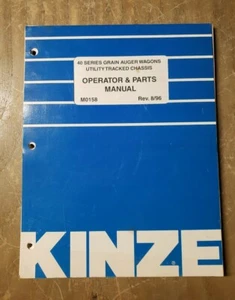 40 SERIES GRAIN AUGER WAGONS
UTILITY TRACKED CHASSIS
OPERATOR & PARTS
MANUAL
M0158 Rev. 8/96
KINZE®